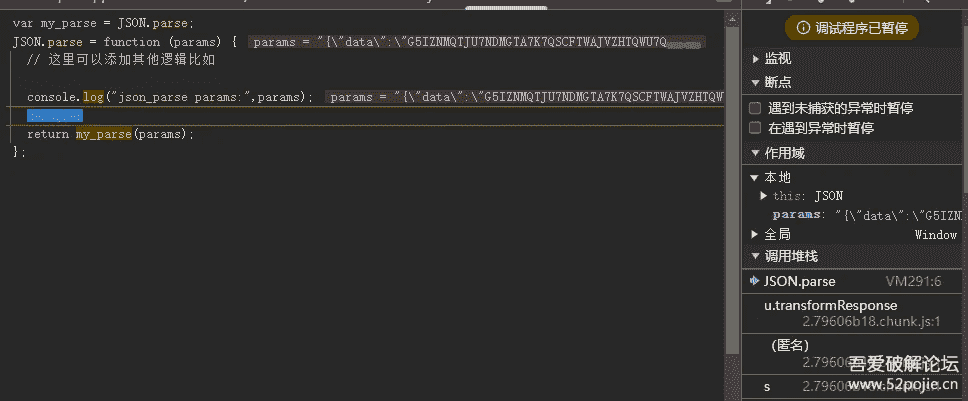 var my_parse = JSON.parse;
JSON.parse = function (params) { params = "{\"data\":\"G5IZNMQTJU7NDMGTA7K7QSCFTWAJVZHTQWU7Q
// 这里可以添加其他逻辑比如
console.log("json_parse params:",params); params = "{\"data\":\"G5IZNMQTJU7NDMGTA7K7QSCFTWAJVZHTQW
return my_parse(params);
};
调试程序已暂停
监视
断点
遇到未捕获的异常时暂停
在遇到异常时暂停
作用域
本地
this: JSON
params: "{\"data\":\"G5IZN
全局 Window
调用堆栈
JSON.parse VM291:6
u.transformResponse
2.79606b18.chunk.js:1
(匿名)
2.79606
s 2.79606b18
吾爱破解论坛
www.52pojie.cn